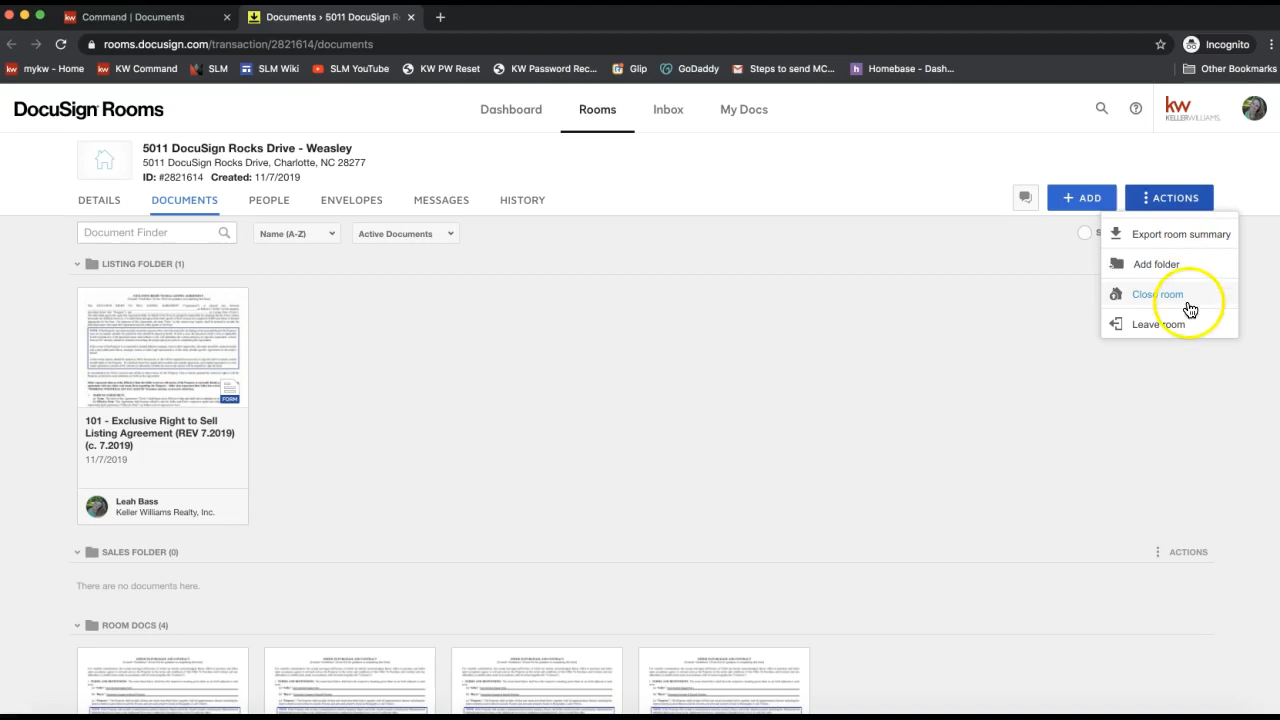 Command | Documents
Documents › 5011 DocuSign R
rooms.docusign.com/transaction/2821614/documents
Incognito
kw mykw - Home
kw KW Command
SLM
SLM Wiki
SLM YouTube
KW PW Reset
KW Password Rec...
Glip
GoDaddy
Steps to send MC...
h Homebase - Dash...
Other Bookmarks
DocuSign Rooms
Dashboard
Rooms
Inbox
My Docs
kw
KELLERWILLIAMS.
5011 DocuSign Rocks Drive - Weasley
5011 DocuSign Rocks Drive, Charlotte, NC 28277
ID: #2821614 Created: 11/7/2019
DETAILS
DOCUMENTS
PEOPLE
ENVELOPES
MESSAGES
HISTORY
+ ADD
ACTIONS
Document Finder
Name (A-Z)
Active Documents
Export room summary
Add folder
Close room
Leave room
LISTING FOLDER (1)
FORM
101 - Exclusive Right to Sell
Listing Agreement (REV 7.2019)
(c. 7.2019)
11/7/2019
Leah Bass
Keller Williams Realty, Inc.
SALES FOLDER (0)
ACTIONS
There are no documents here.
ROOM DOCS (4)